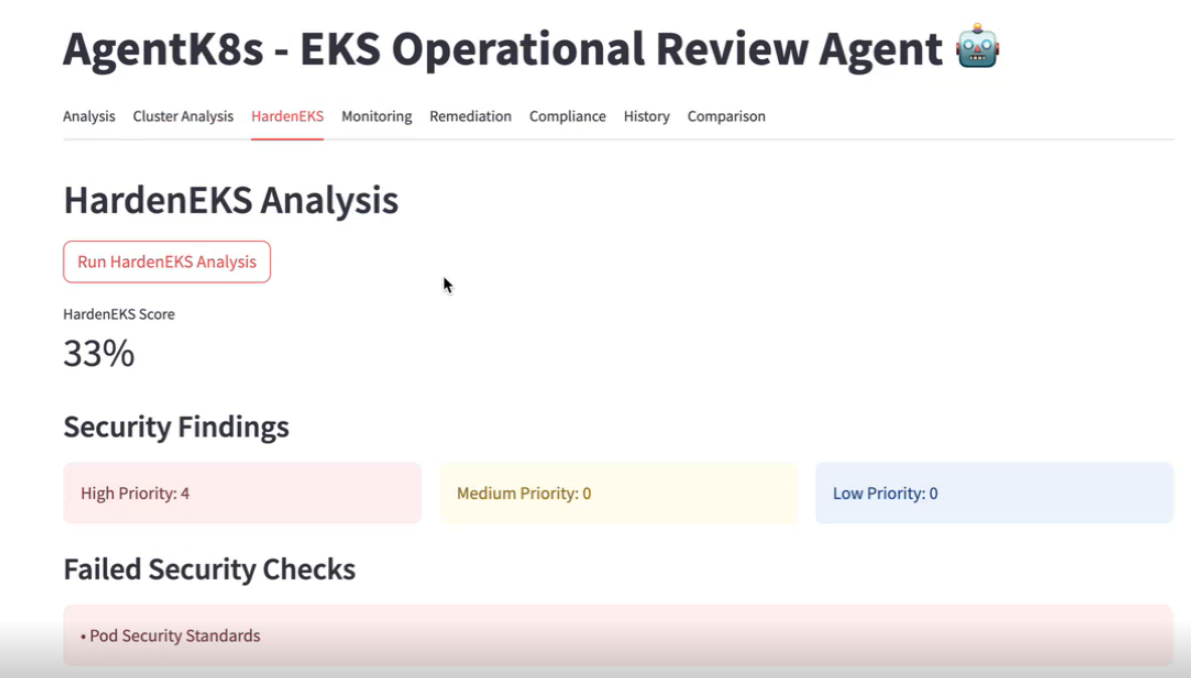 AgentK8s - EKS Operational Review Agent 🤖
Analysis Cluster Analysis HardenEKS Monitoring Remediation Compliance History Comparison
HardenEKS Analysis
Run HardenEKS Analysis
HardenEKS Score
33%
Security Findings
High Priority: 4 Medium Priority: 0 Low Priority: 0
Failed Security Checks
• Pod Security Standards